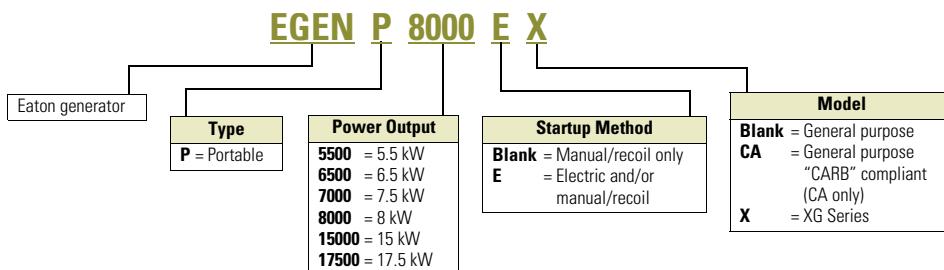 EGEN P 8000 E X
Eaton generator
Type
P = Portable
Power Output
5500 = 5.5 kW
6500 = 6.5 kW
7000 = 7.5 kW
8000 = 8 kW
15000 = 15 kW
17500 = 17.5 kW
Startup Method
Blank = Manual/recoil only
E = Electric and/or
manual/recoil
Model
Blank = General purpose
CA = General purpose
“CARB” compliant
(CA only)
X = XG Series